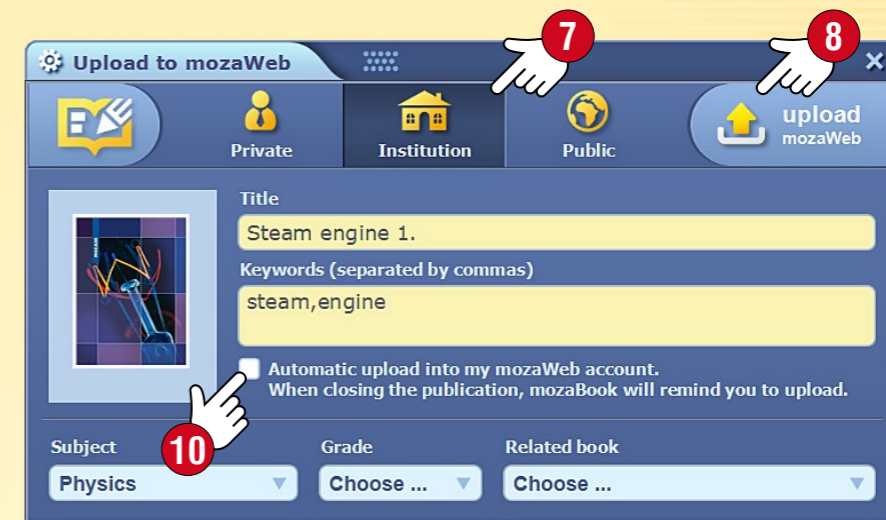 7
8
Upload to mozaWeb
Private
Institution
Public
upload
mozaWeb
Title
Steam engine 1.
Keywords (separated by commas)
steam,engine
Automatic upload into my mozaWeb account.
When closing the publication, mozaBook will remind you to upload.
10
Subject
Grade
Related book
Physics
Choose ...
Choose ...